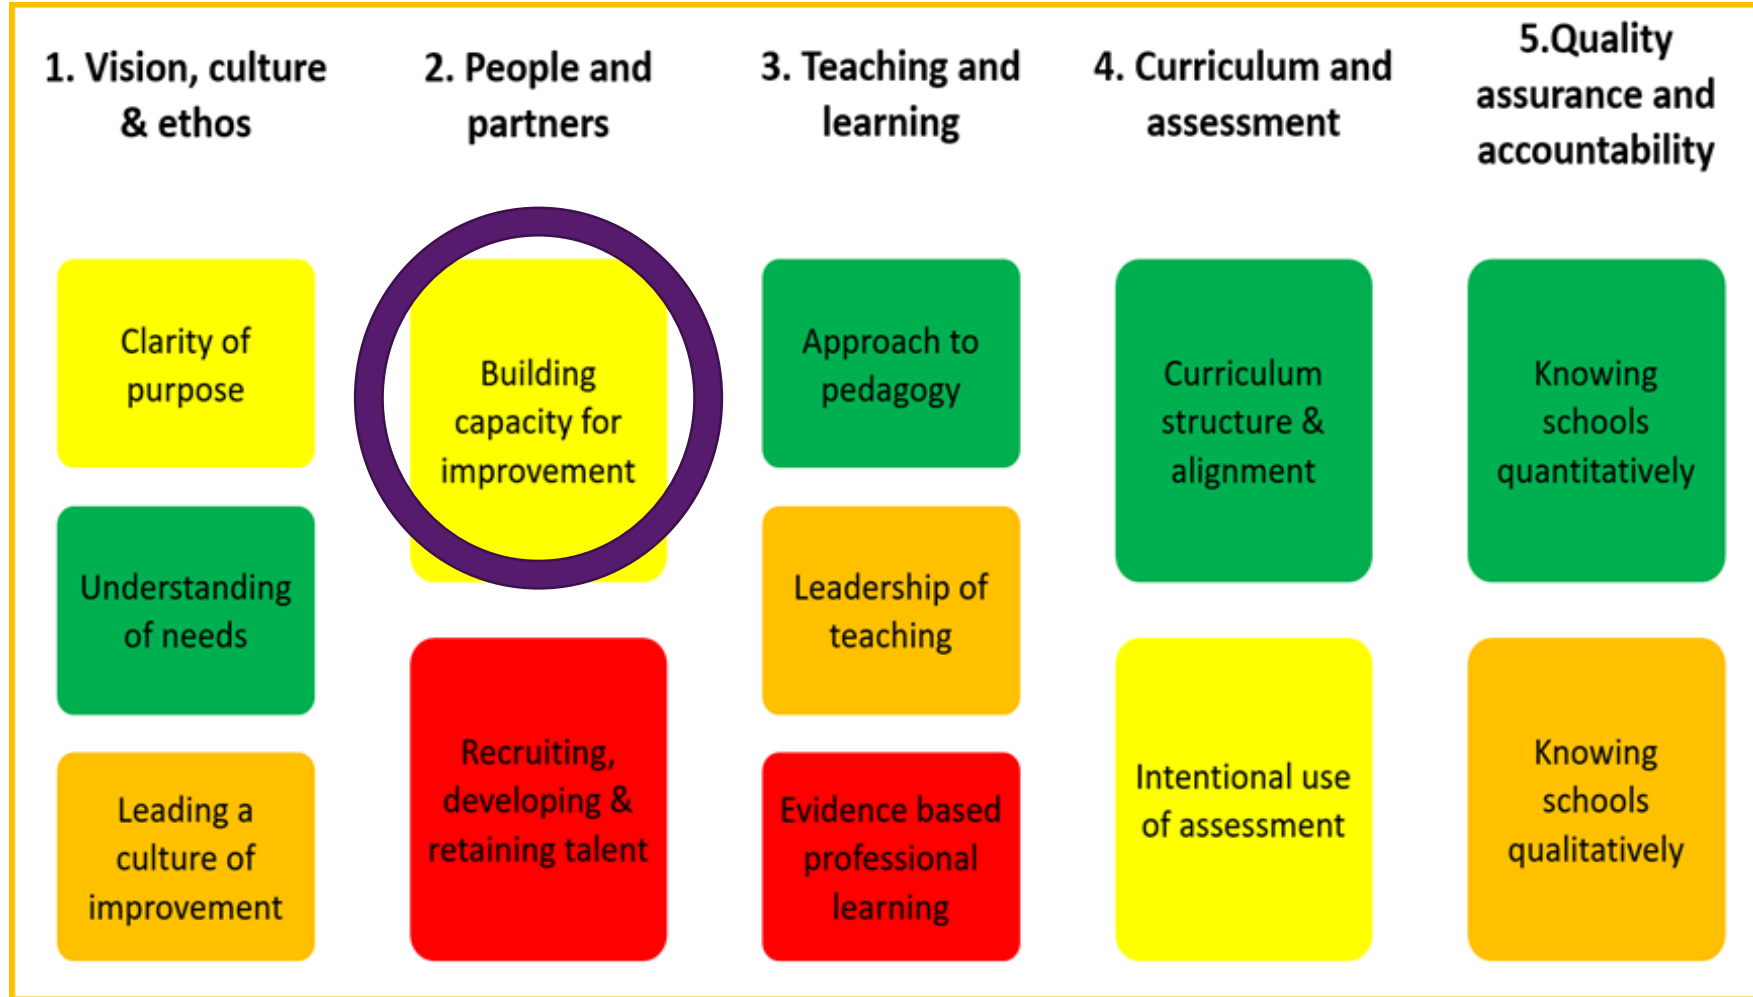 1. Vision, culture
& ethos
2. People and
partners
3. Teaching and
learning
4. Curriculum and
assessment
5.Quality
assurance and
accountability
Clarity of
purpose
Understanding
of needs
Leading a
culture of
improvement
Building
capacity for
improvement
Recruiting,
developing &
retaining talent
Approach to
pedagogy
Leadership of
teaching
Evidence based
professional
learning
Curriculum
structure &
alignment
Intentional use
of assessment
Knowing
schools
quantitatively
Knowing
schools
qualitatively